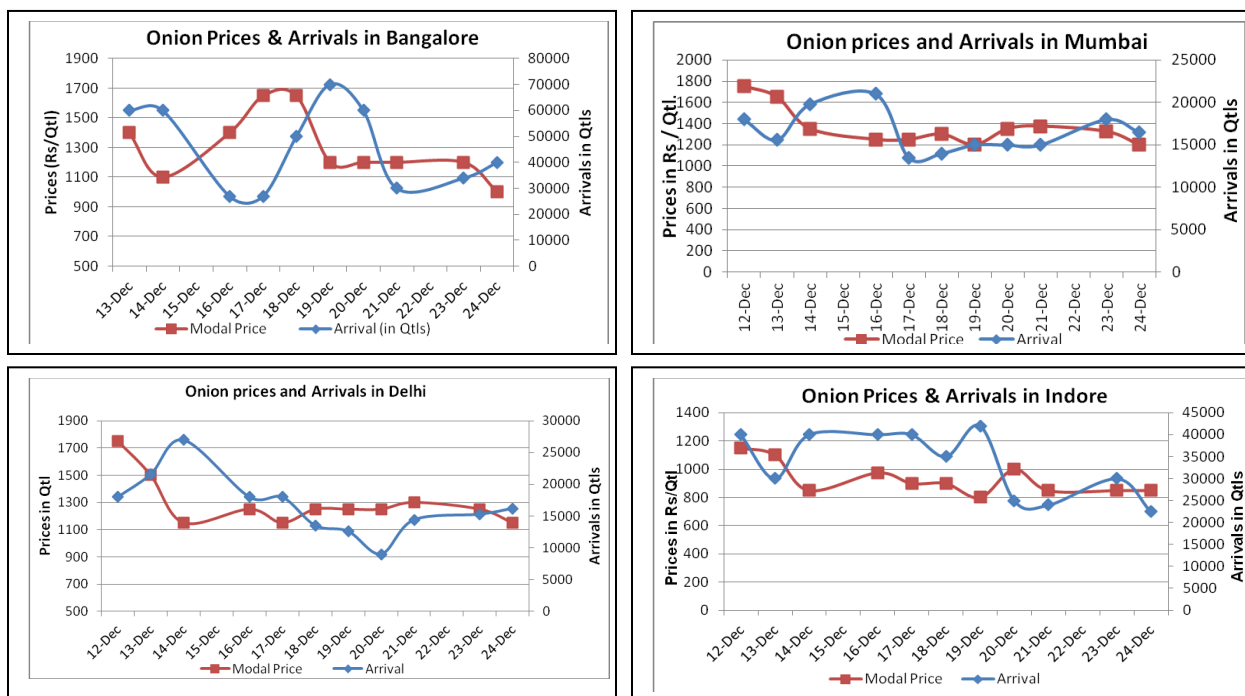 Onion Prices & Arrivals in Bangalore
Prices (Rs/Qtl)
1900
1700
1500
1300
1100
900
700
500
80000
70000
60000
50000
40000
30000
20000
10000
0
Arrivals in Qtls
13-Dec
14-Dec
15-Dec
16-Dec
17-Dec
18-Dec
19-Dec
20-Dec
21-Dec
22-Dec
23-Dec
24-Dec
Modal Price
Arrival (in Qtls)
Onion prices and Arrivals in Mumbai
Prices in Rs / Qtl.
2000
1800
1600
1400
1200
1000
800
600
400
200
0
25000
20000
15000
10000
5000
0
Arrivals in Qtls
12-Dec
13-Dec
14-Dec
15-Dec
16-Dec
17-Dec
18-Dec
19-Dec
20-Dec
21-Dec
22-Dec
23-Dec
24-Dec
Modal Price
Arrival
Onion prices and Arrivals in Delhi
Prices in Qtl
1900
1700
1500
1300
1100
900
700
500
30000
25000
20000
15000
10000
5000
0
Arrivals in Qtls
12-Dec
13-Dec
14-Dec
15-Dec
16-Dec
17-Dec
18-Dec
19-Dec
20-Dec
21-Dec
22-Dec
23-Dec
24-Dec
Modal Price
Arrival
Onion Prices & Arrivals in Indore
Prices in Rs/Qtl
1400
1200
1000
800
600
400
200
0
45000
40000
35000
30000
25000
20000
15000
10000
5000
0
Arrivals in Qtls
12-Dec
13-Dec
14-Dec
15-Dec
16-Dec
17-Dec
18-Dec
19-Dec
20-Dec
21-Dec
22-Dec
23-Dec
24-Dec
Modal Price
Arrival